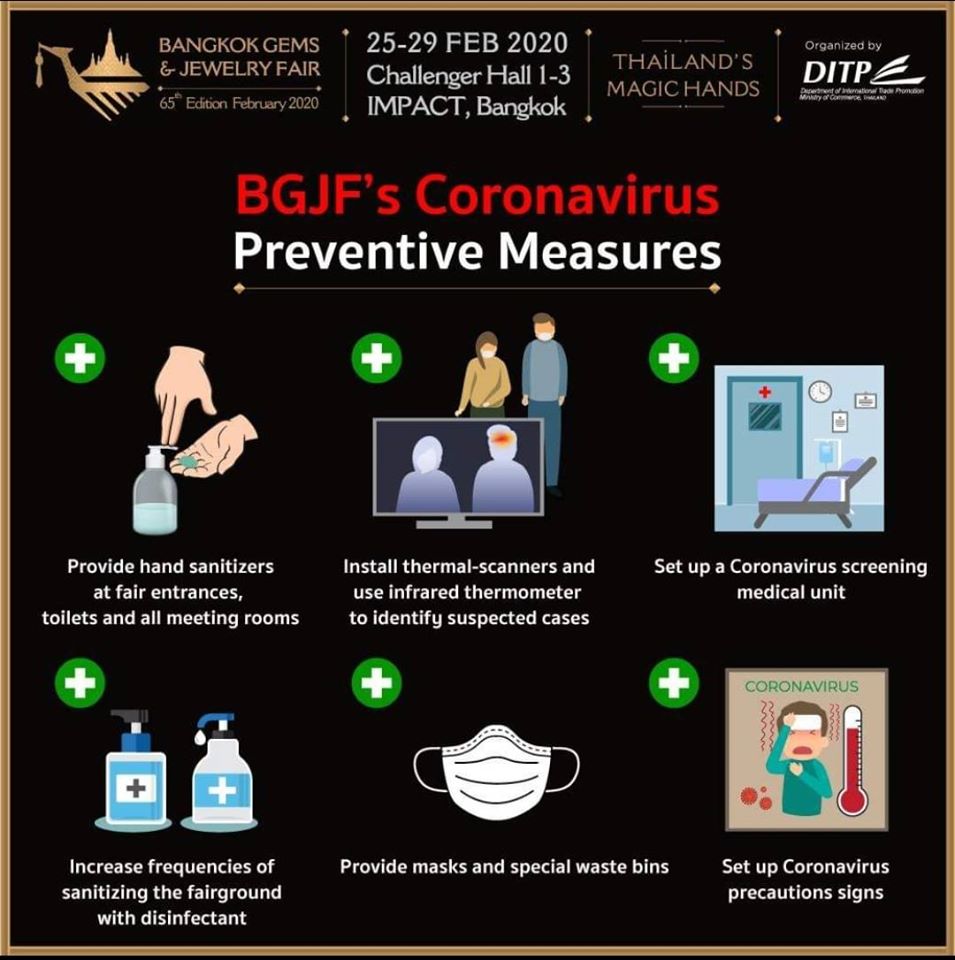 BANGKOK GEMS
& JEWELRY FAIR
65th Edition February 2020
25-29 FEB 2020
Challenger Hall 1-3
IMPACT, Bangkok
THAiLAND'S
MAGIC HANDS
Organized by
DITP
Department of International Trade Promotion
Ministry of Commerce, THAILAND
BGJF's Coronavirus
Preventive Measures
Provide hand sanitizers
at fair entrances,
toilets and all meeting rooms
Install thermal-scanners and
use infrared thermometer
to identify suspected cases
Set up a Coronavirus screening
medical unit
Increase frequencies of
sanitizing the fairground
with disinfectant
Provide masks and special waste bins
CORONAVIRUS
Set up Coronavirus
precautions signs